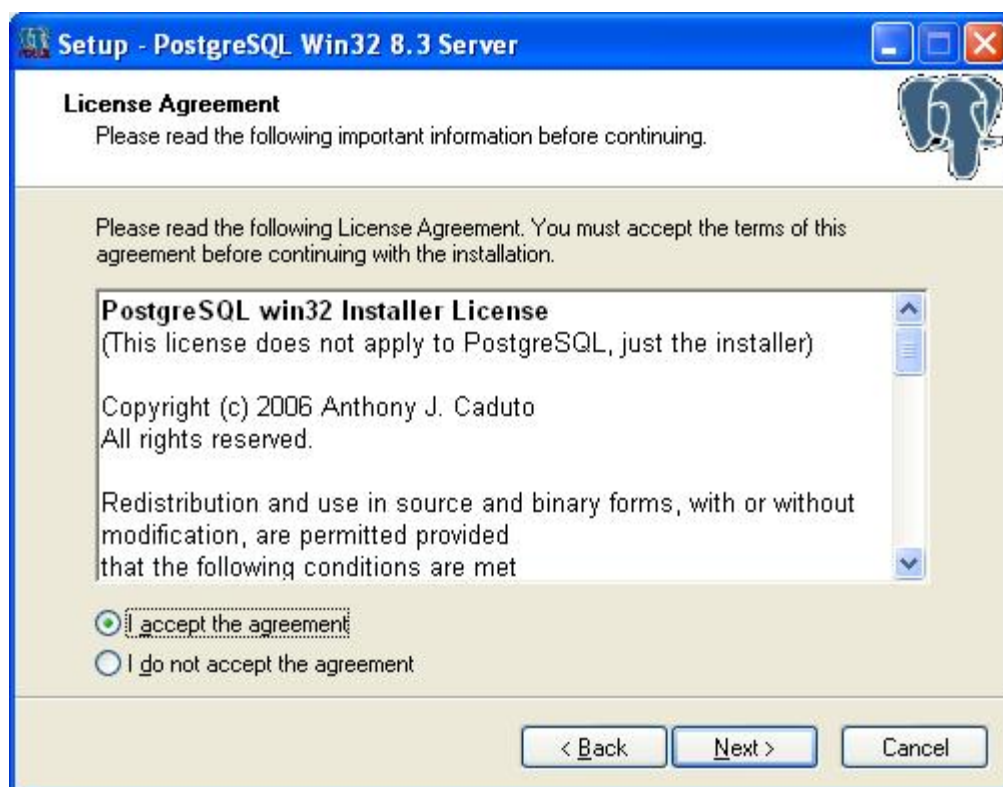 Setup - PostgreSQL Win32 8.3 Server
License Agreement
Please read the following important information before continuing.
Please read the following License Agreement. You must accept the terms of this
agreement before continuing with the installation.
PostgreSQL win32 Installer License
(This license does not apply to PostgreSQL, just the installer)
Copyright (c) 2006 Anthony J. Caduto
All rights reserved.
Redistribution and use in source and binary forms, with or without
modification, are permitted provided
that the following conditions are met
I accept the agreement
I do not accept the agreement
< Back Next > Cancel